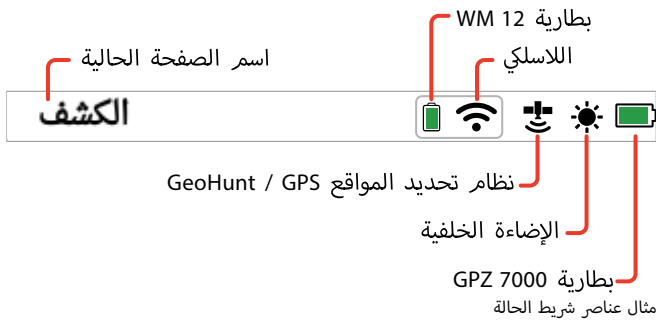 بطارية WM 12
اللاسلكي
اسم الصفحة الحالية
الكشف
نظام تحديد المواقع GeoHunt / GPS
الإضاءة الخلفية
بطارية GPZ 7000
مثال عناصر شريط الحالة